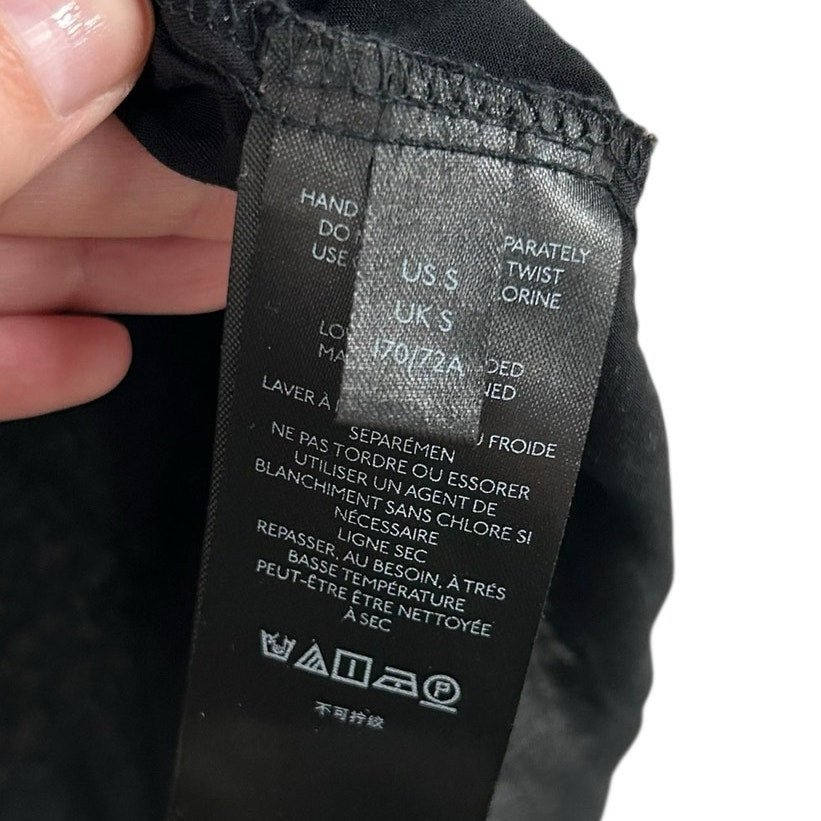 HAND
DO PARATELY
USE TWIST
LORINE
US S
UK S
170/72A
LO
MA DED
NED
LAVER À FROIDE
SEPARÉMEN
NE PAS TORDRE OU ESSORER
UTILISER UN AGENT DE
BLANCHIMENT SANS CHLORE SI
NÉCESSAIRE
LIGNE SEC
REPASSER, AU BESOIN, À TRÉS
BASSE TEMPÉRATURE
PEUT-ÊTRE ÊTRE NETTOYÉE
À SEC
P
不可拧绞